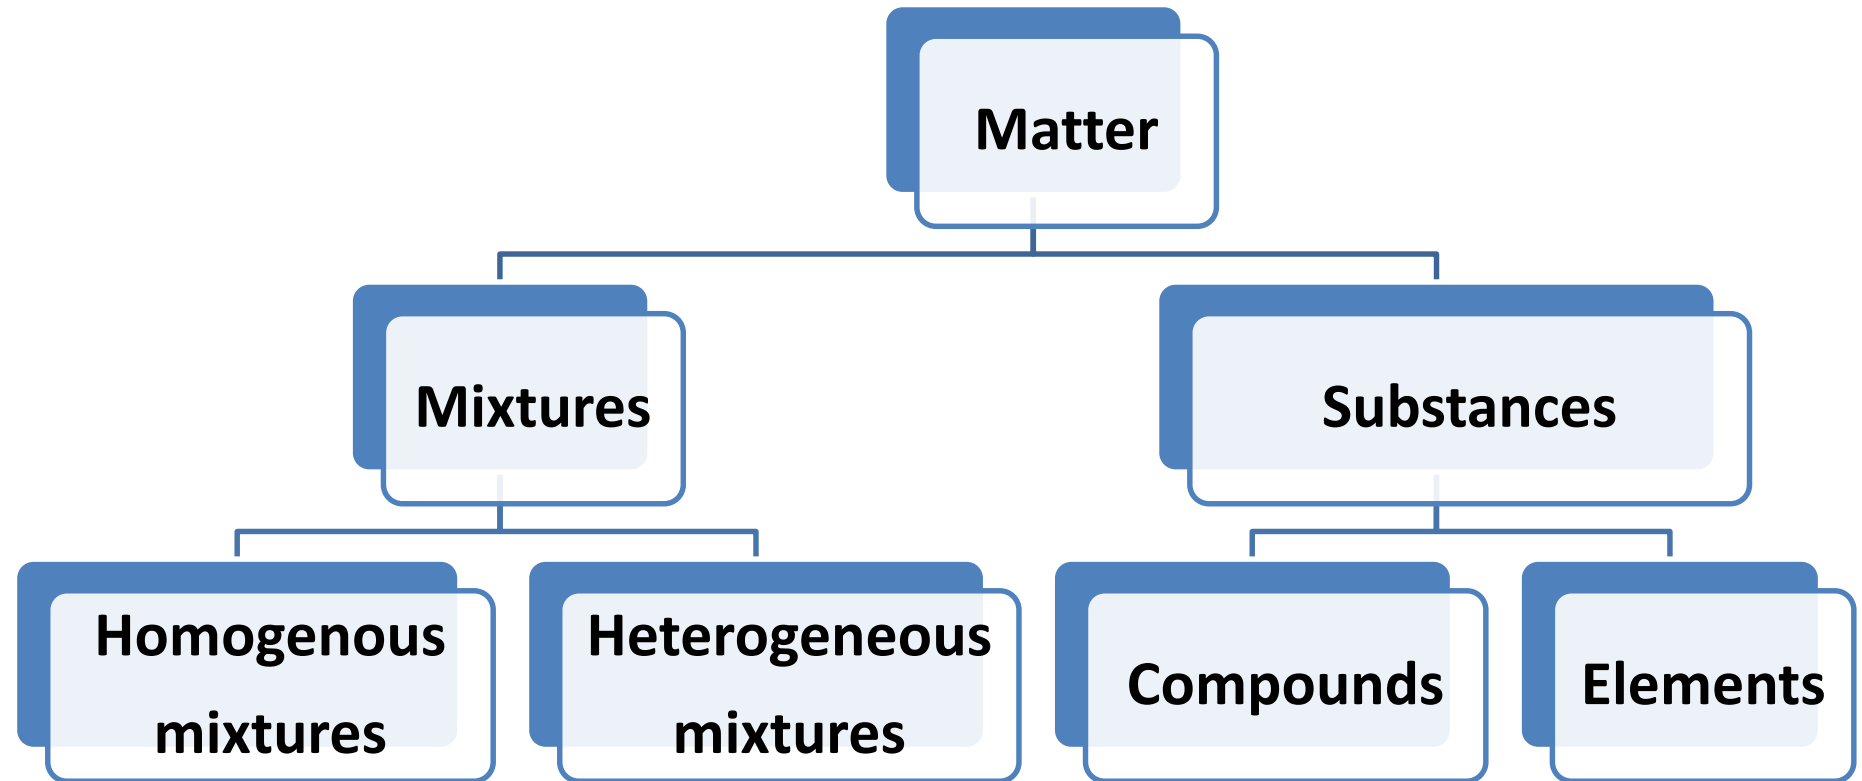 Matter
Mixtures
Substances
Homogenous
mixtures
Heterogeneous
mixtures
Compounds
Elements